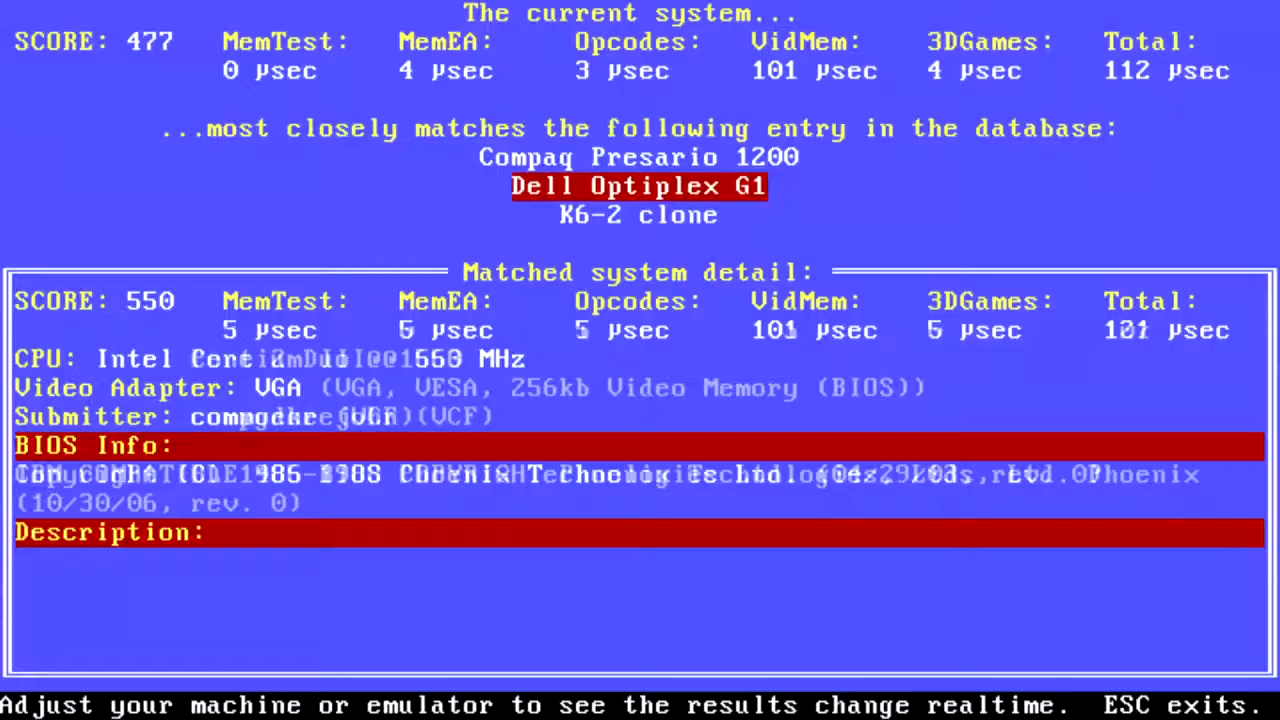 The current system...
SCORE: 477 MemTest: MemEA: Opcodes: VidMem: 3DGames: Total:
0 µsec 4 µsec 3 µsec 101 µsec 4 µsec 112 µsec
...most closely matches the following entry in the database:
Compaq Presario 1200
Dell Optiplex G1
K6-2 clone
Matched system detail:
SCORE: 550 MemTest: MemEA: Opcodes: VidMem: 3DGames: Total:
5 µsec 5 µsec 5 µsec 101 µsec 5 µsec µsec
CPU: Intel MHz
Video Adapter: VGA (VGA, VESA, 256kb Video Memory (BIOS))
Submitter: (VCF)
BIOS Info:
Phoenix
(10/30/06, rev. 0)
Description:
Adjust your machine or emulator to see the results change realtime. ESC exits.